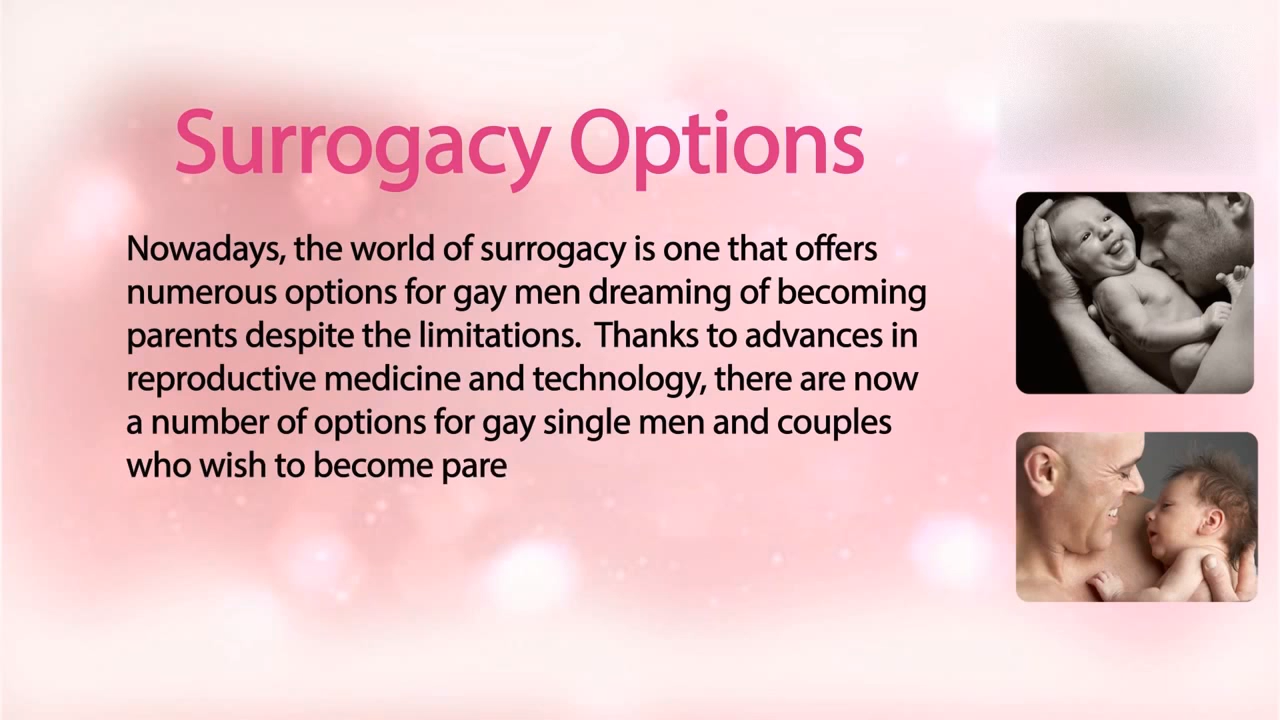 Surrogacy Options
Nowadays, the world of surrogacy is one that offers
numerous options for gay men dreaming of becoming
parents despite the limitations.  Thanks to advances in
reproductive medicine and technology, there are now
a number of options for gay single men and couples
who wish to become pare